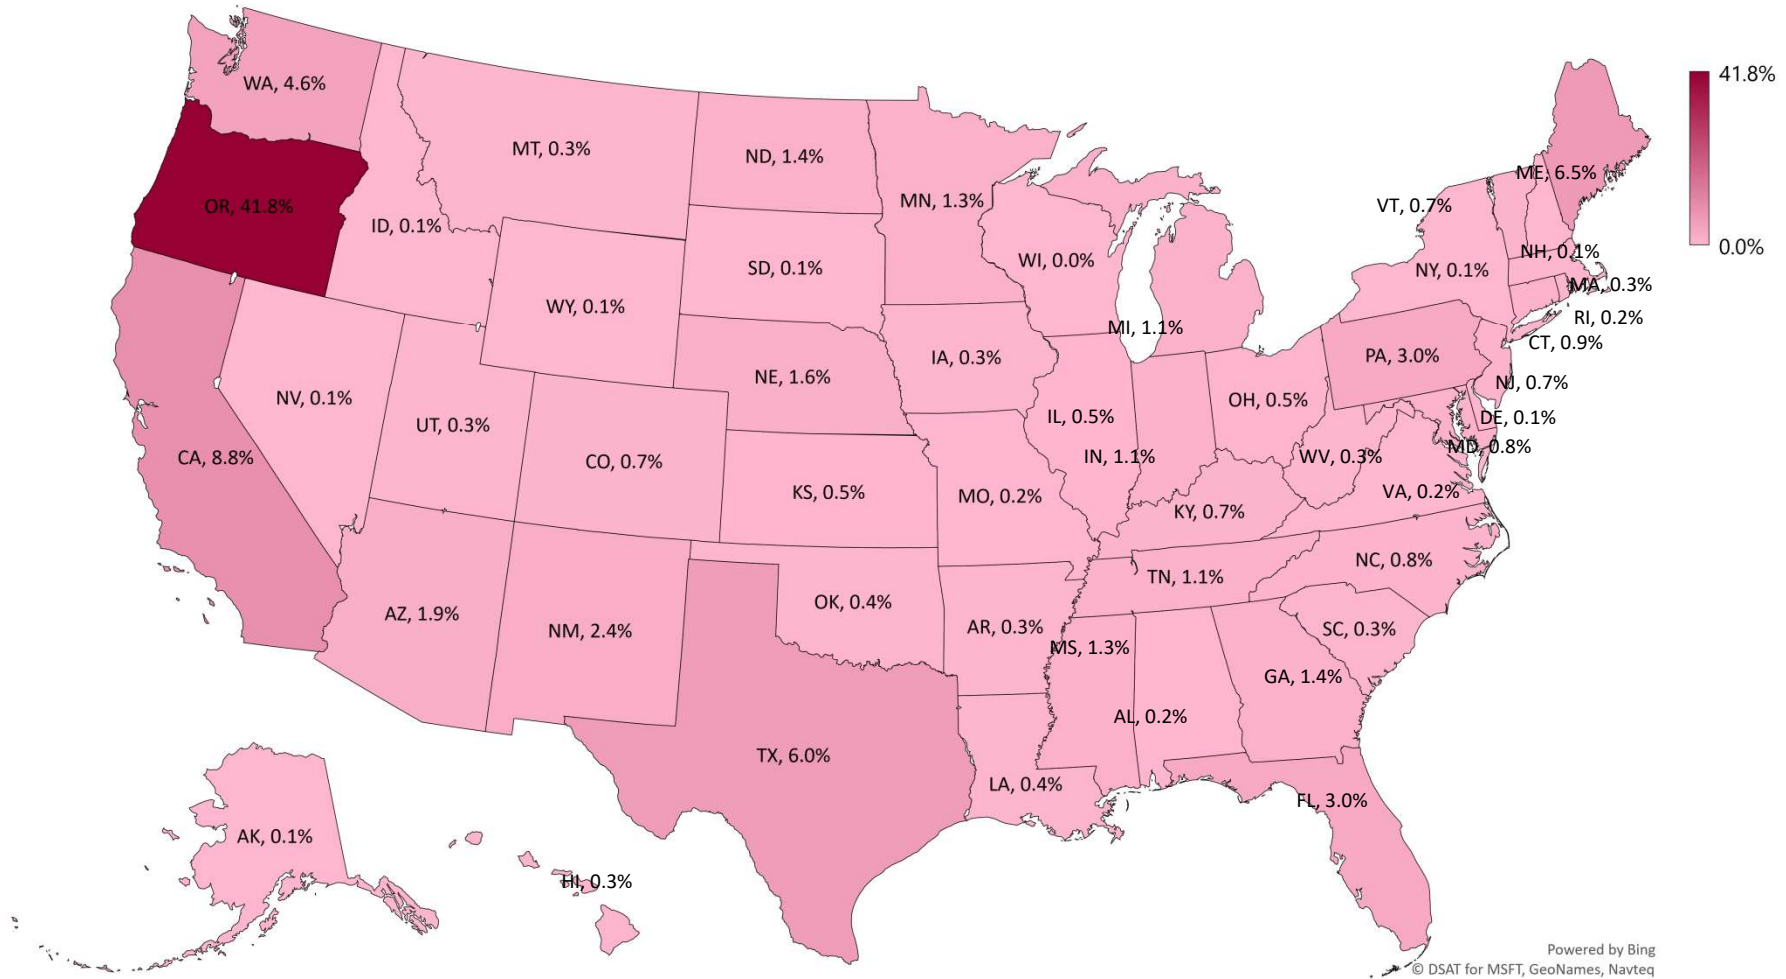 WA, 4.6%
41.8%
MT, 0.3%
ND, 1.4%
ME, 6.5%
OR, 41.8%
MN, 1.3%
VT, 0.7%
ID, 0.1%
0.0%
NH, 0.1%
WI, 0.0%
SD, 0.1%
NY, 0.1%
MA, 0.3%
WY, 0.1%
RI, 0.2%
MI, 1.1%
CT, 0.9%
IA, 0.3%
PA, 3.0%
NE, 1.6%
NJ, 0.7%
NV, 0.1%
OH, 0.5%
IL, 0.5%
DE, 0.1%
UT, 0.3%
MD, 0.8%
CA, 8.8%
CO, 0.7%
IN, 1.1%
WV, 0.3%
KS, 0.5%
MO, 0.2%
VA, 0.2%
KY, 0.7%
NC, 0.8%
TN, 1.1%
OK, 0.4%
AZ, 1.9%
NM, 2.4%
AR, 0.3%
SC, 0.3%
MS, 1.3%
GA, 1.4%
AL, 0.2%
TX, 6.0%
LA, 0.4%
FL, 3.0%
AK, 0.1%
HI, 0.3%
Powered by Bing
© DSAT for MSFT, GeoNames, Navteq